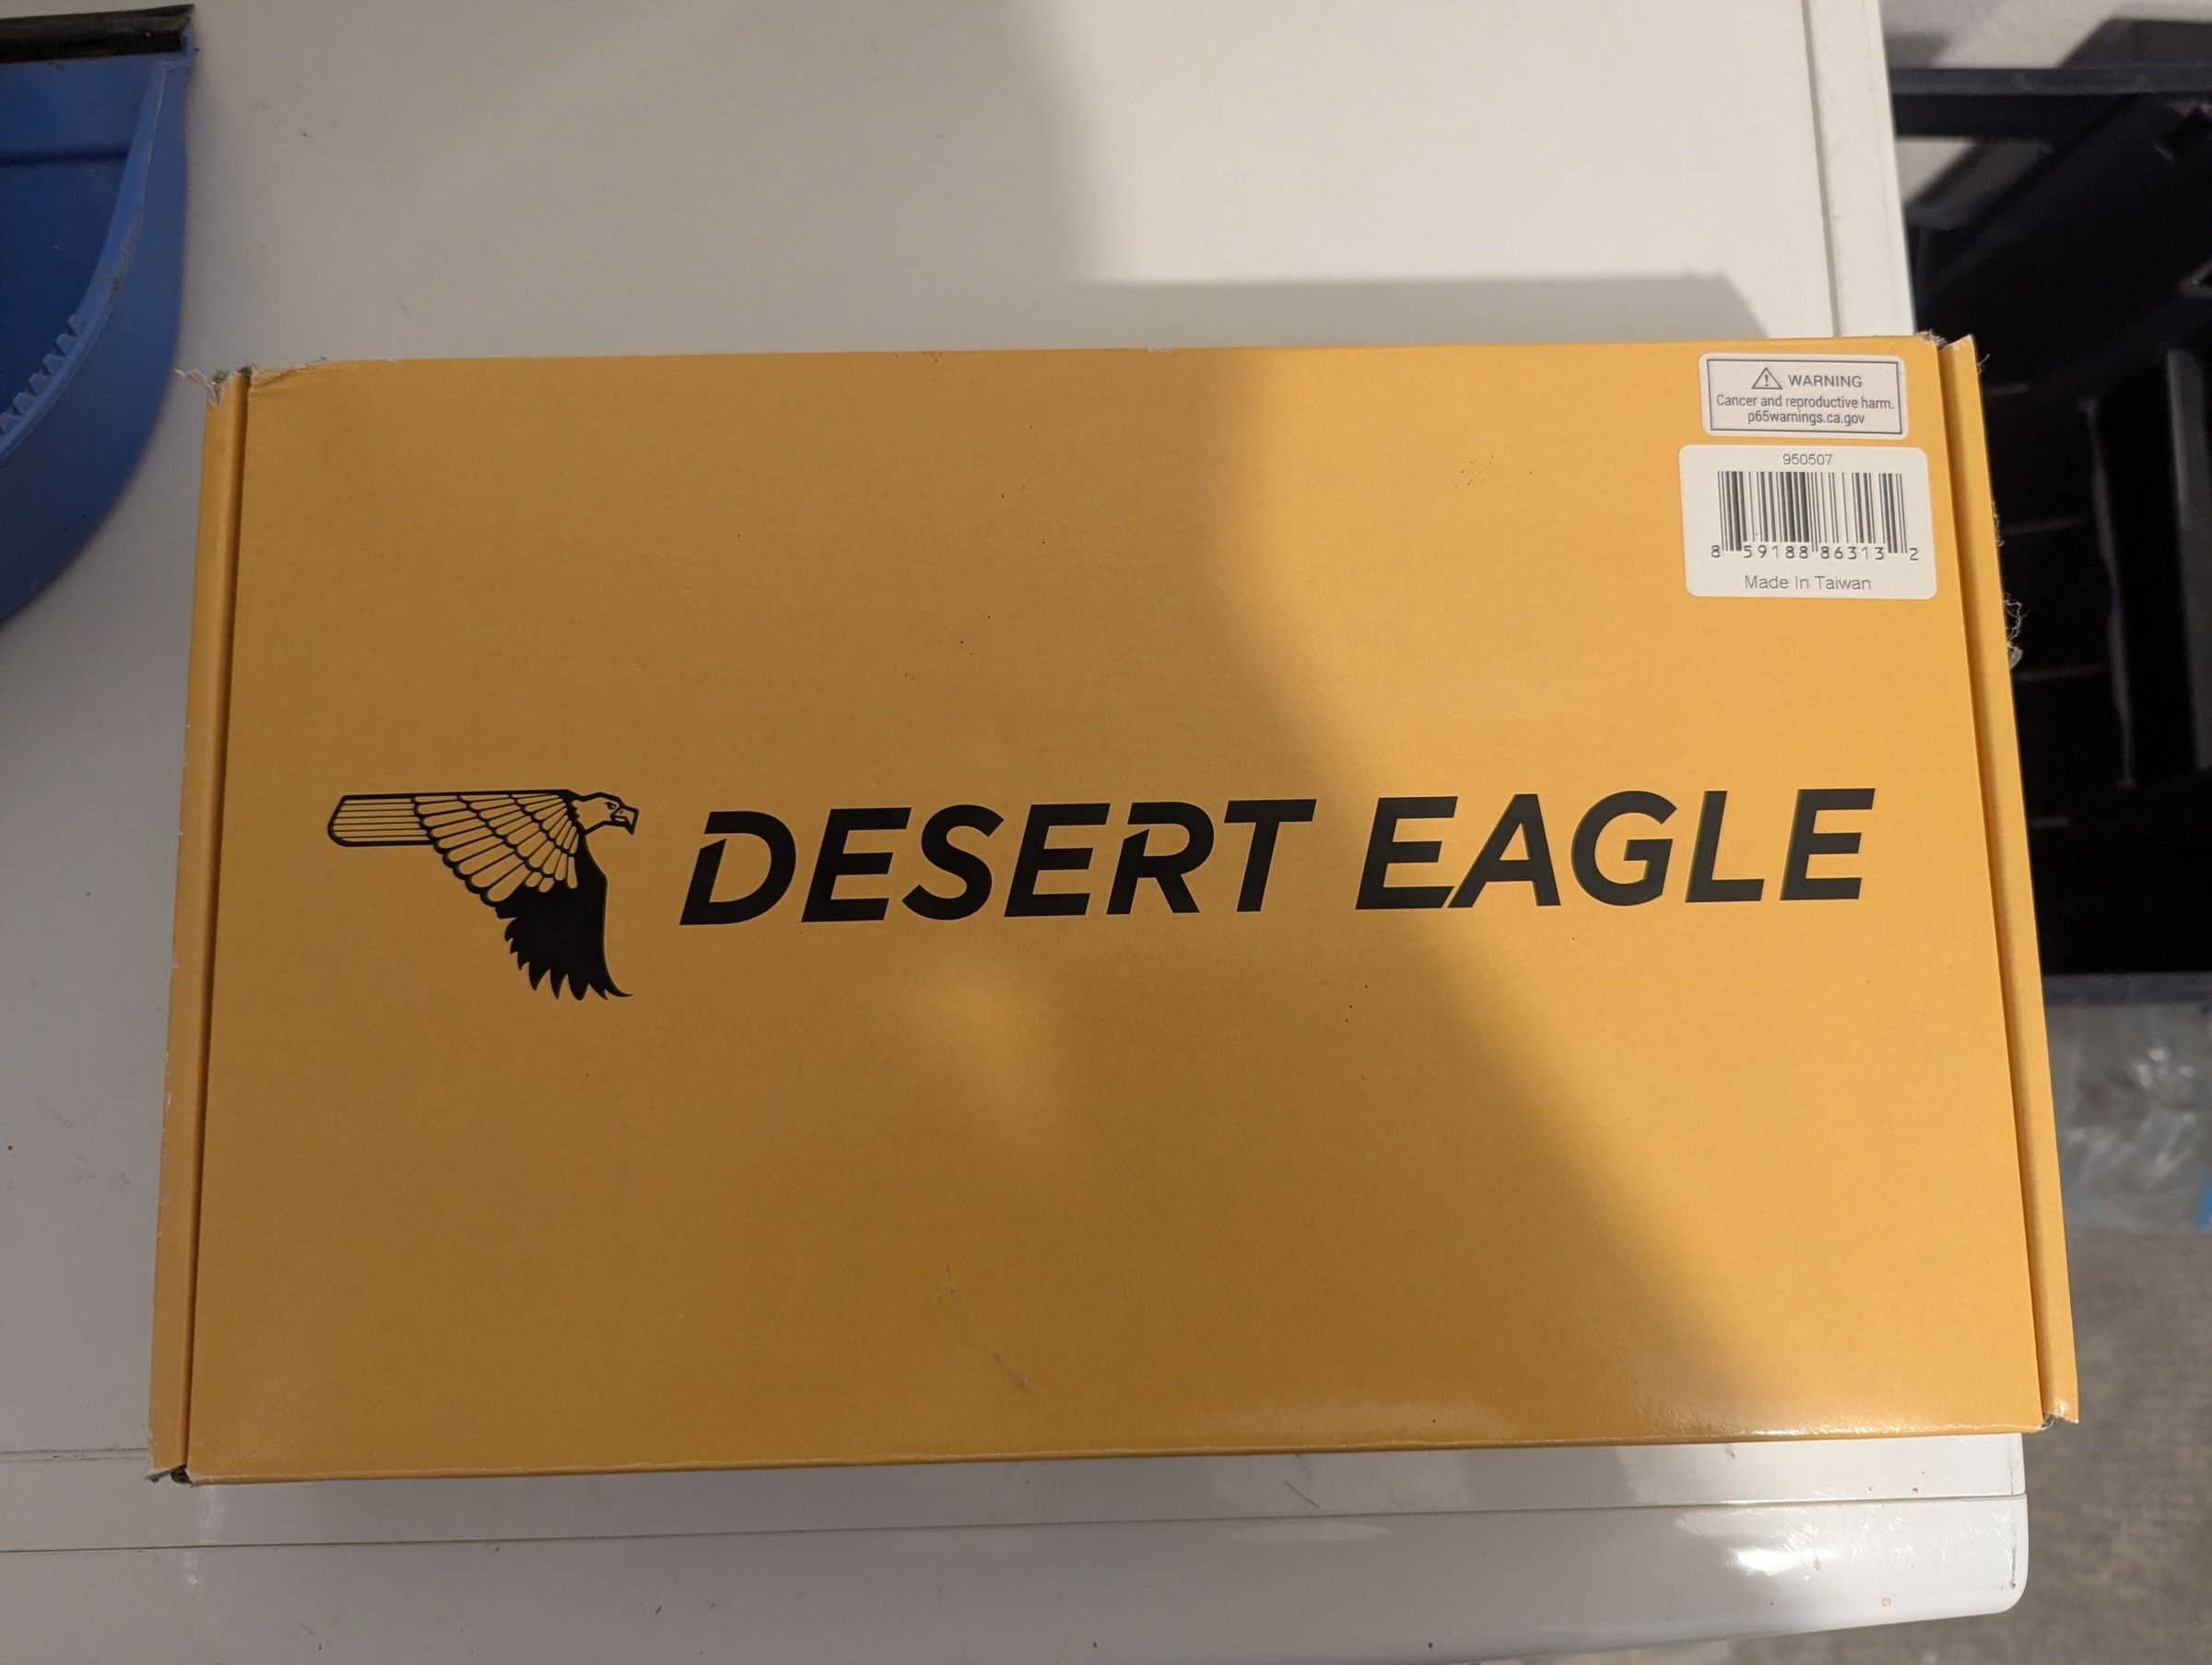 WARNING
Cancer and reproductive harm.
p65warnings.ca.gov
950507
8 59188 86313 2
Made In Taiwan
DESERT EAGLE